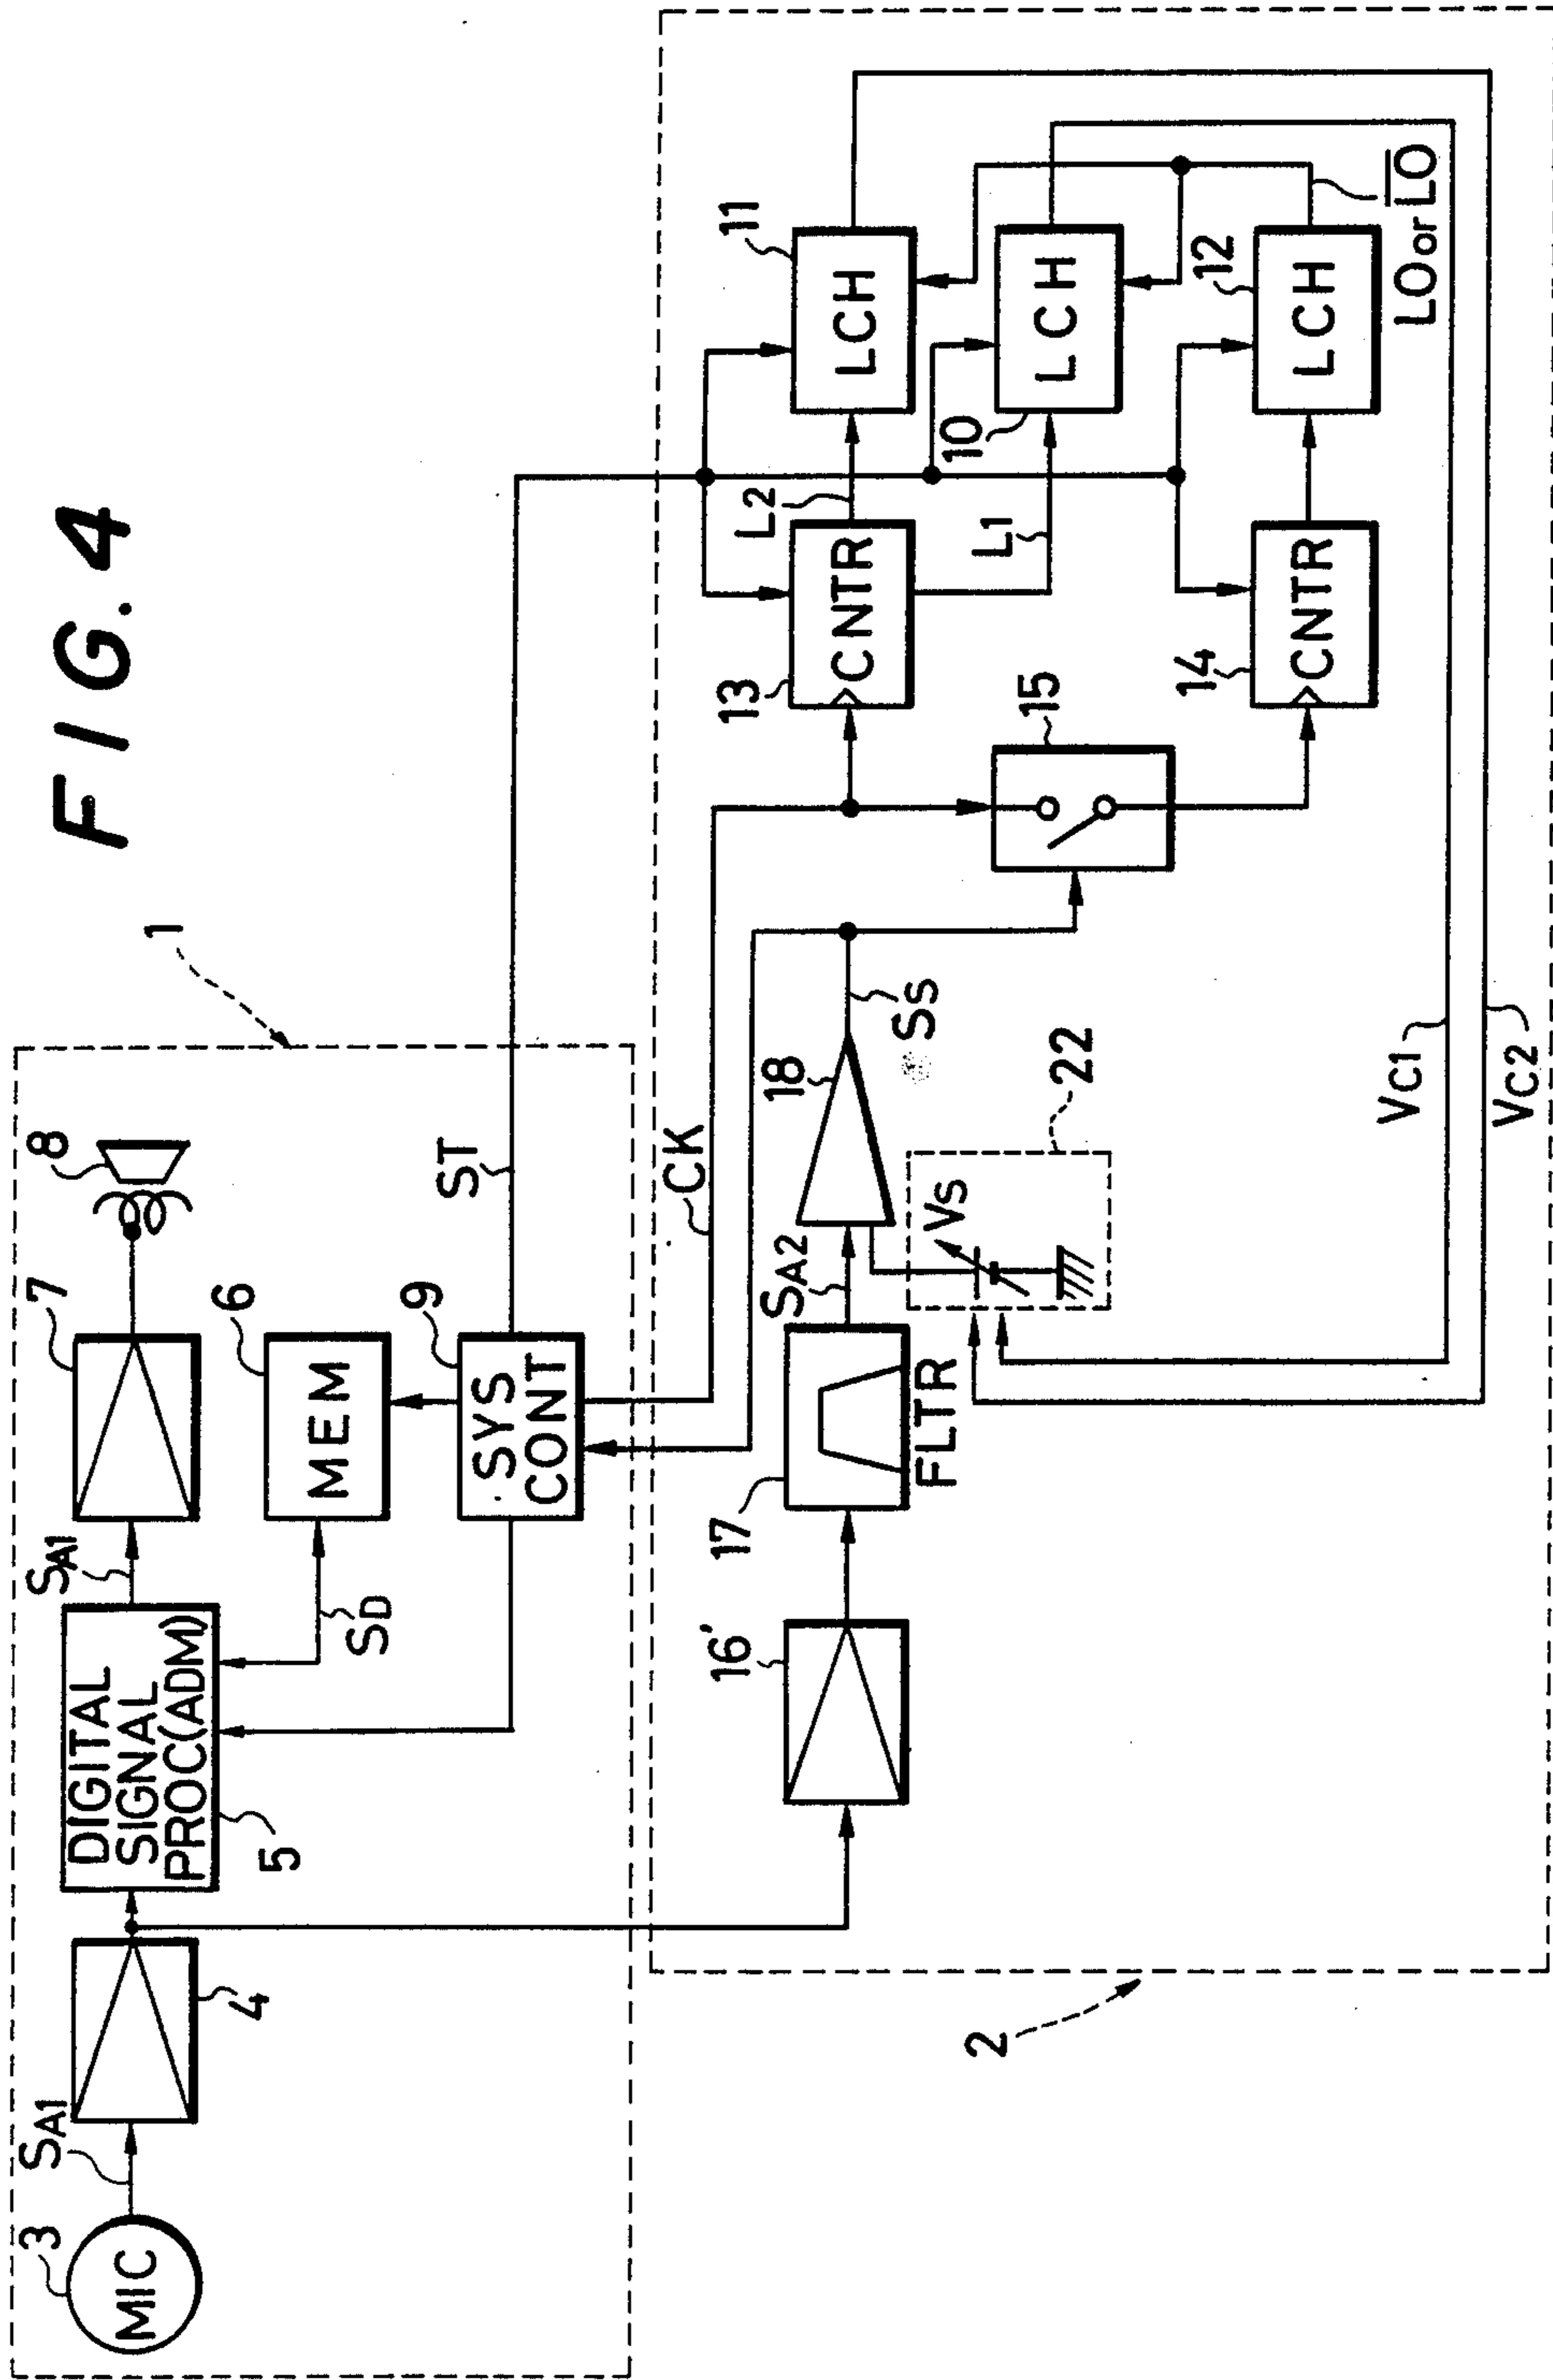 FIG. 4
1
3
MIC
SA1
4
DIGITAL
SIGNAL
PROC(ADM)
5
SA1
7
8
SD
6
MEM
9
SYS
CONT
ST
CK
2
16'
17
FLTR
SA2
18
SS
VS
22
15
13
CNTR
L2
L1
11
LCH
10
LCH
14
CNTR
12
LCH
LO or L̅O̅
VC1
VC2